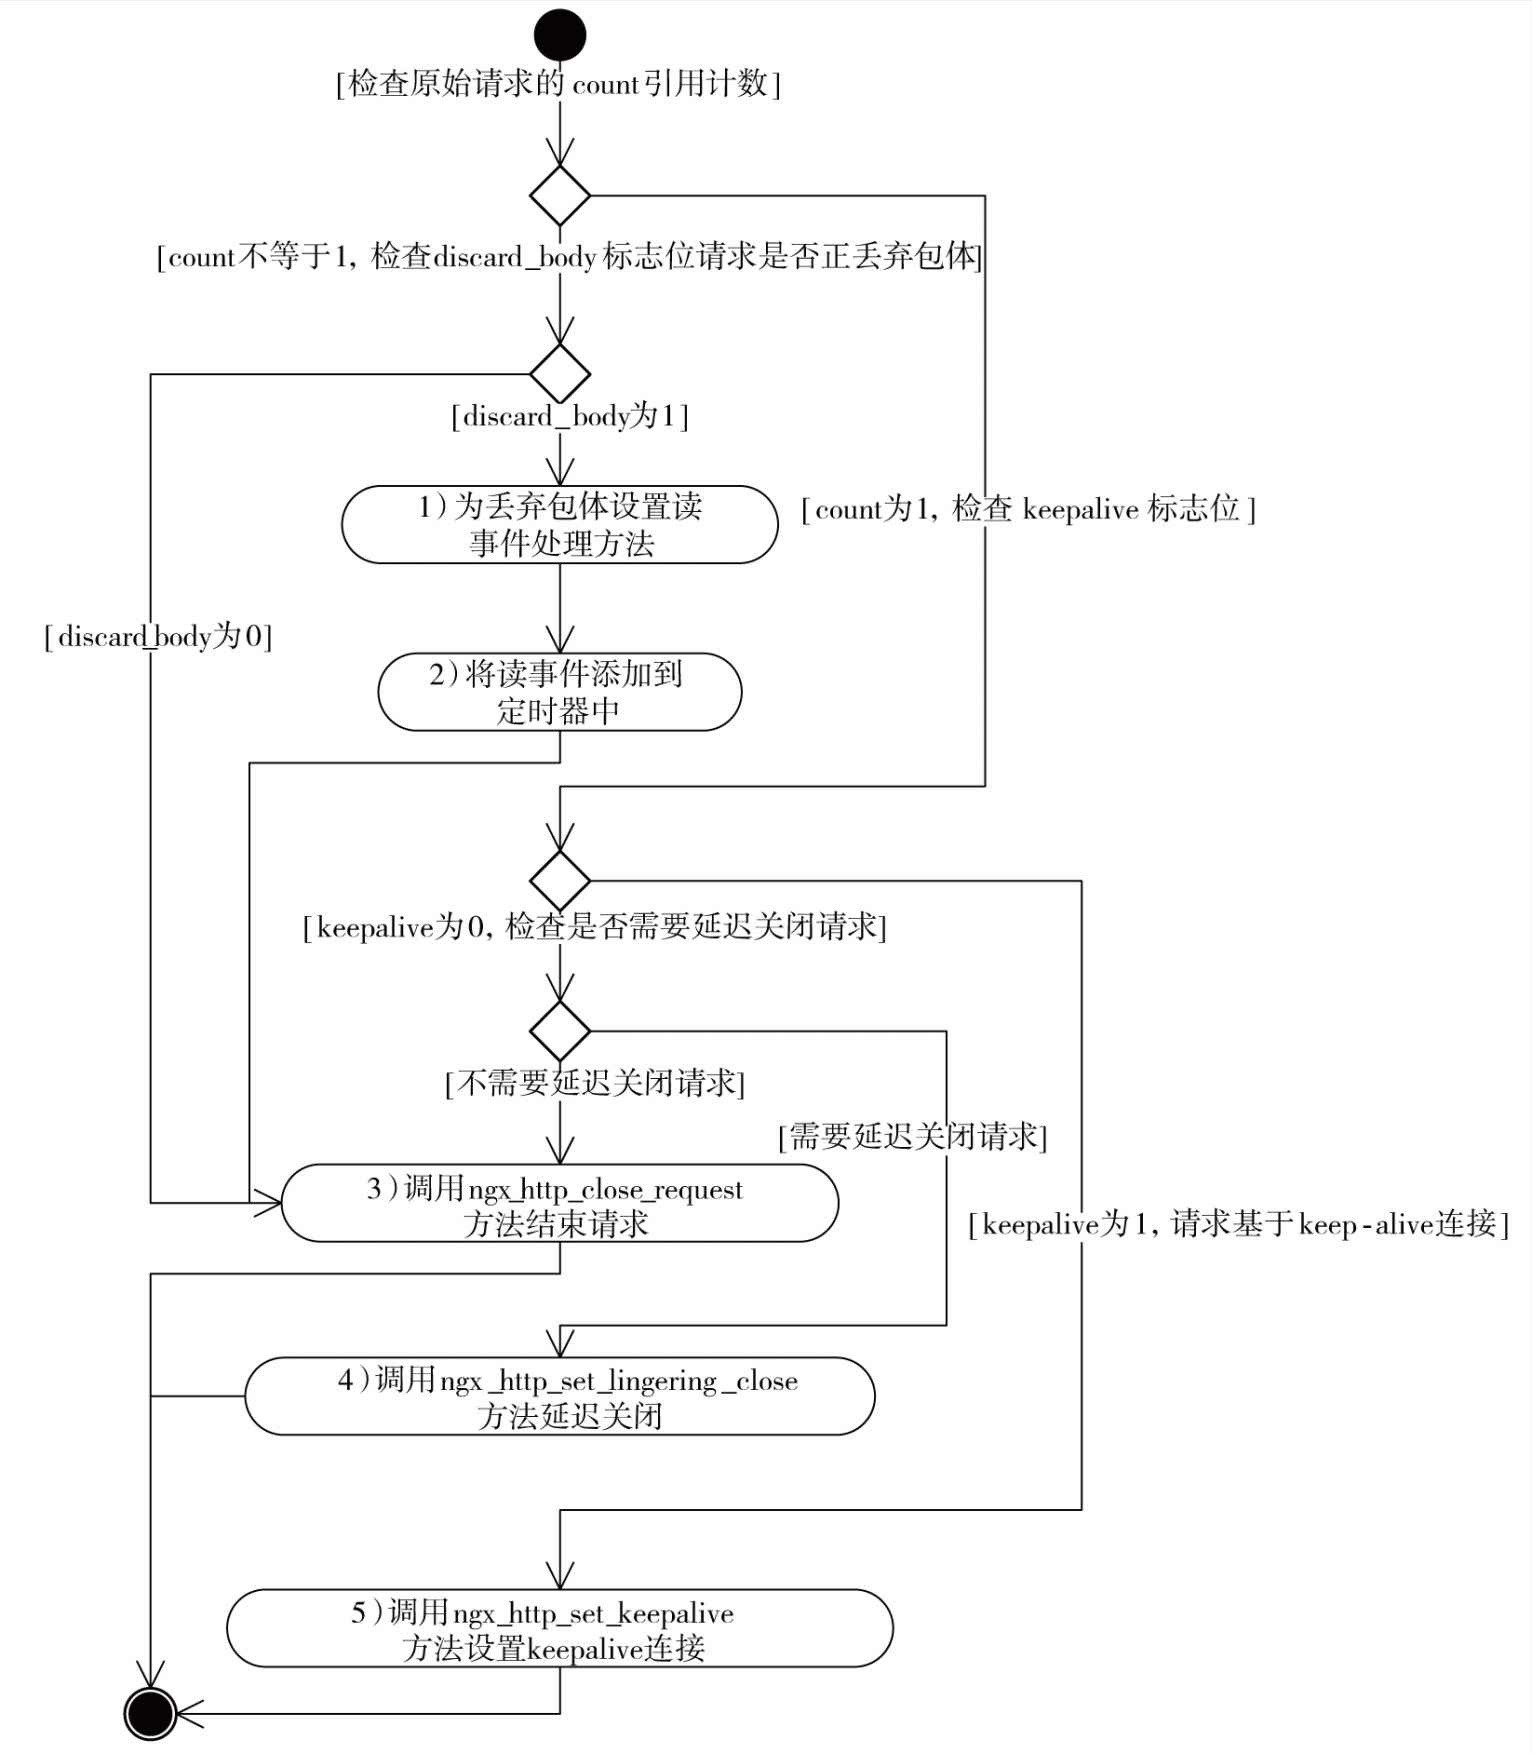 [检查原始请求的 count引用计数]
[count不等于1, 检查discard_body 标志位请求是否正丢弃包体]
[discard_body为1]
1)为丢弃包体设置读
事件处理方法
[count为1, 检查 keepalive 标志位]
[discard_body为0]
2)将读事件添加到
定时器中
[keepalive为0, 检查是否需要延迟关闭请求]
[不需要延迟关闭请求]
[需要延迟关闭请求]
3)调用ngx_http_close_request
方法结束请求
[keepalive为1, 请求基于keep-alive连接]
4)调用ngx_http_set_lingering_close
方法延迟关闭
5)调用ngx_http_set_keepalive
方法设置keepalive连接